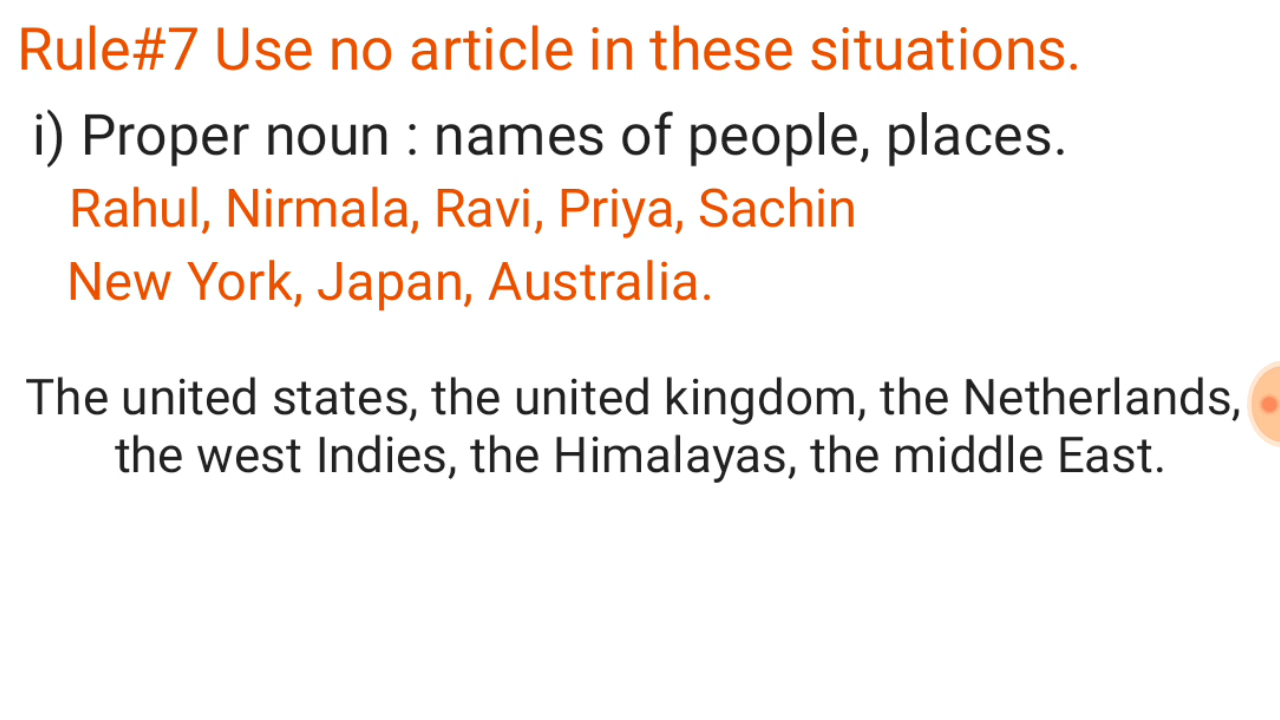 Rule#7 Use no article in these situations.
i) Proper noun : names of people, places.
Rahul, Nirmala, Ravi, Priya, Sachin
New York, Japan, Australia.
The united states, the united kingdom, the Netherlands,
the west Indies, the Himalayas, the middle East.